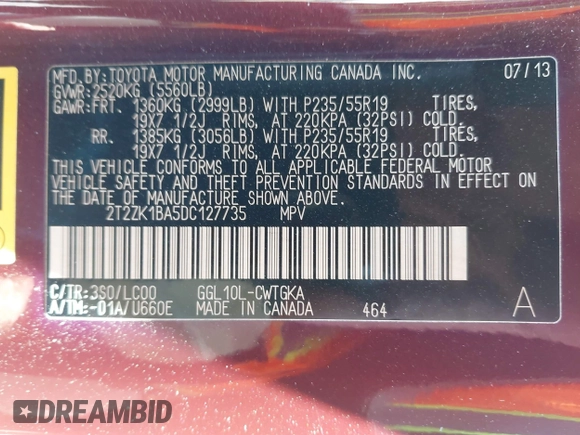 MFD.BY:TOYOTA MOTOR MANUFACTURING CANADA INC. 07/13
GVWR:2520KG (5560LB)
GAWR:FRT. 1360KG (2999LB) WITH P235/55R19 TIRES,
19X7 1/2J RIMS, AT 220KPA (32PSI) COLD.
RR. 1385KG (3056LB) WITH P235/55R19 TIRES,
19X7 1/2J RIMS, AT 220KPA (32PSI) COLD.
THIS VEHICLE CONFORMS TO ALL APPLICABLE FEDERAL MOTOR
VEHICLE SAFETY AND THEFT PREVENTION STANDARDS IN EFFECT ON
THE DATE OF MANUFACTURE SHOWN ABOVE.
2T2ZK1BA5DC127735 MPV
C/TR:3S0/LC00 GGL10L-CWTGKA
A/TM:-01A/U660E MADE IN CANADA 464 A
DREAMBID